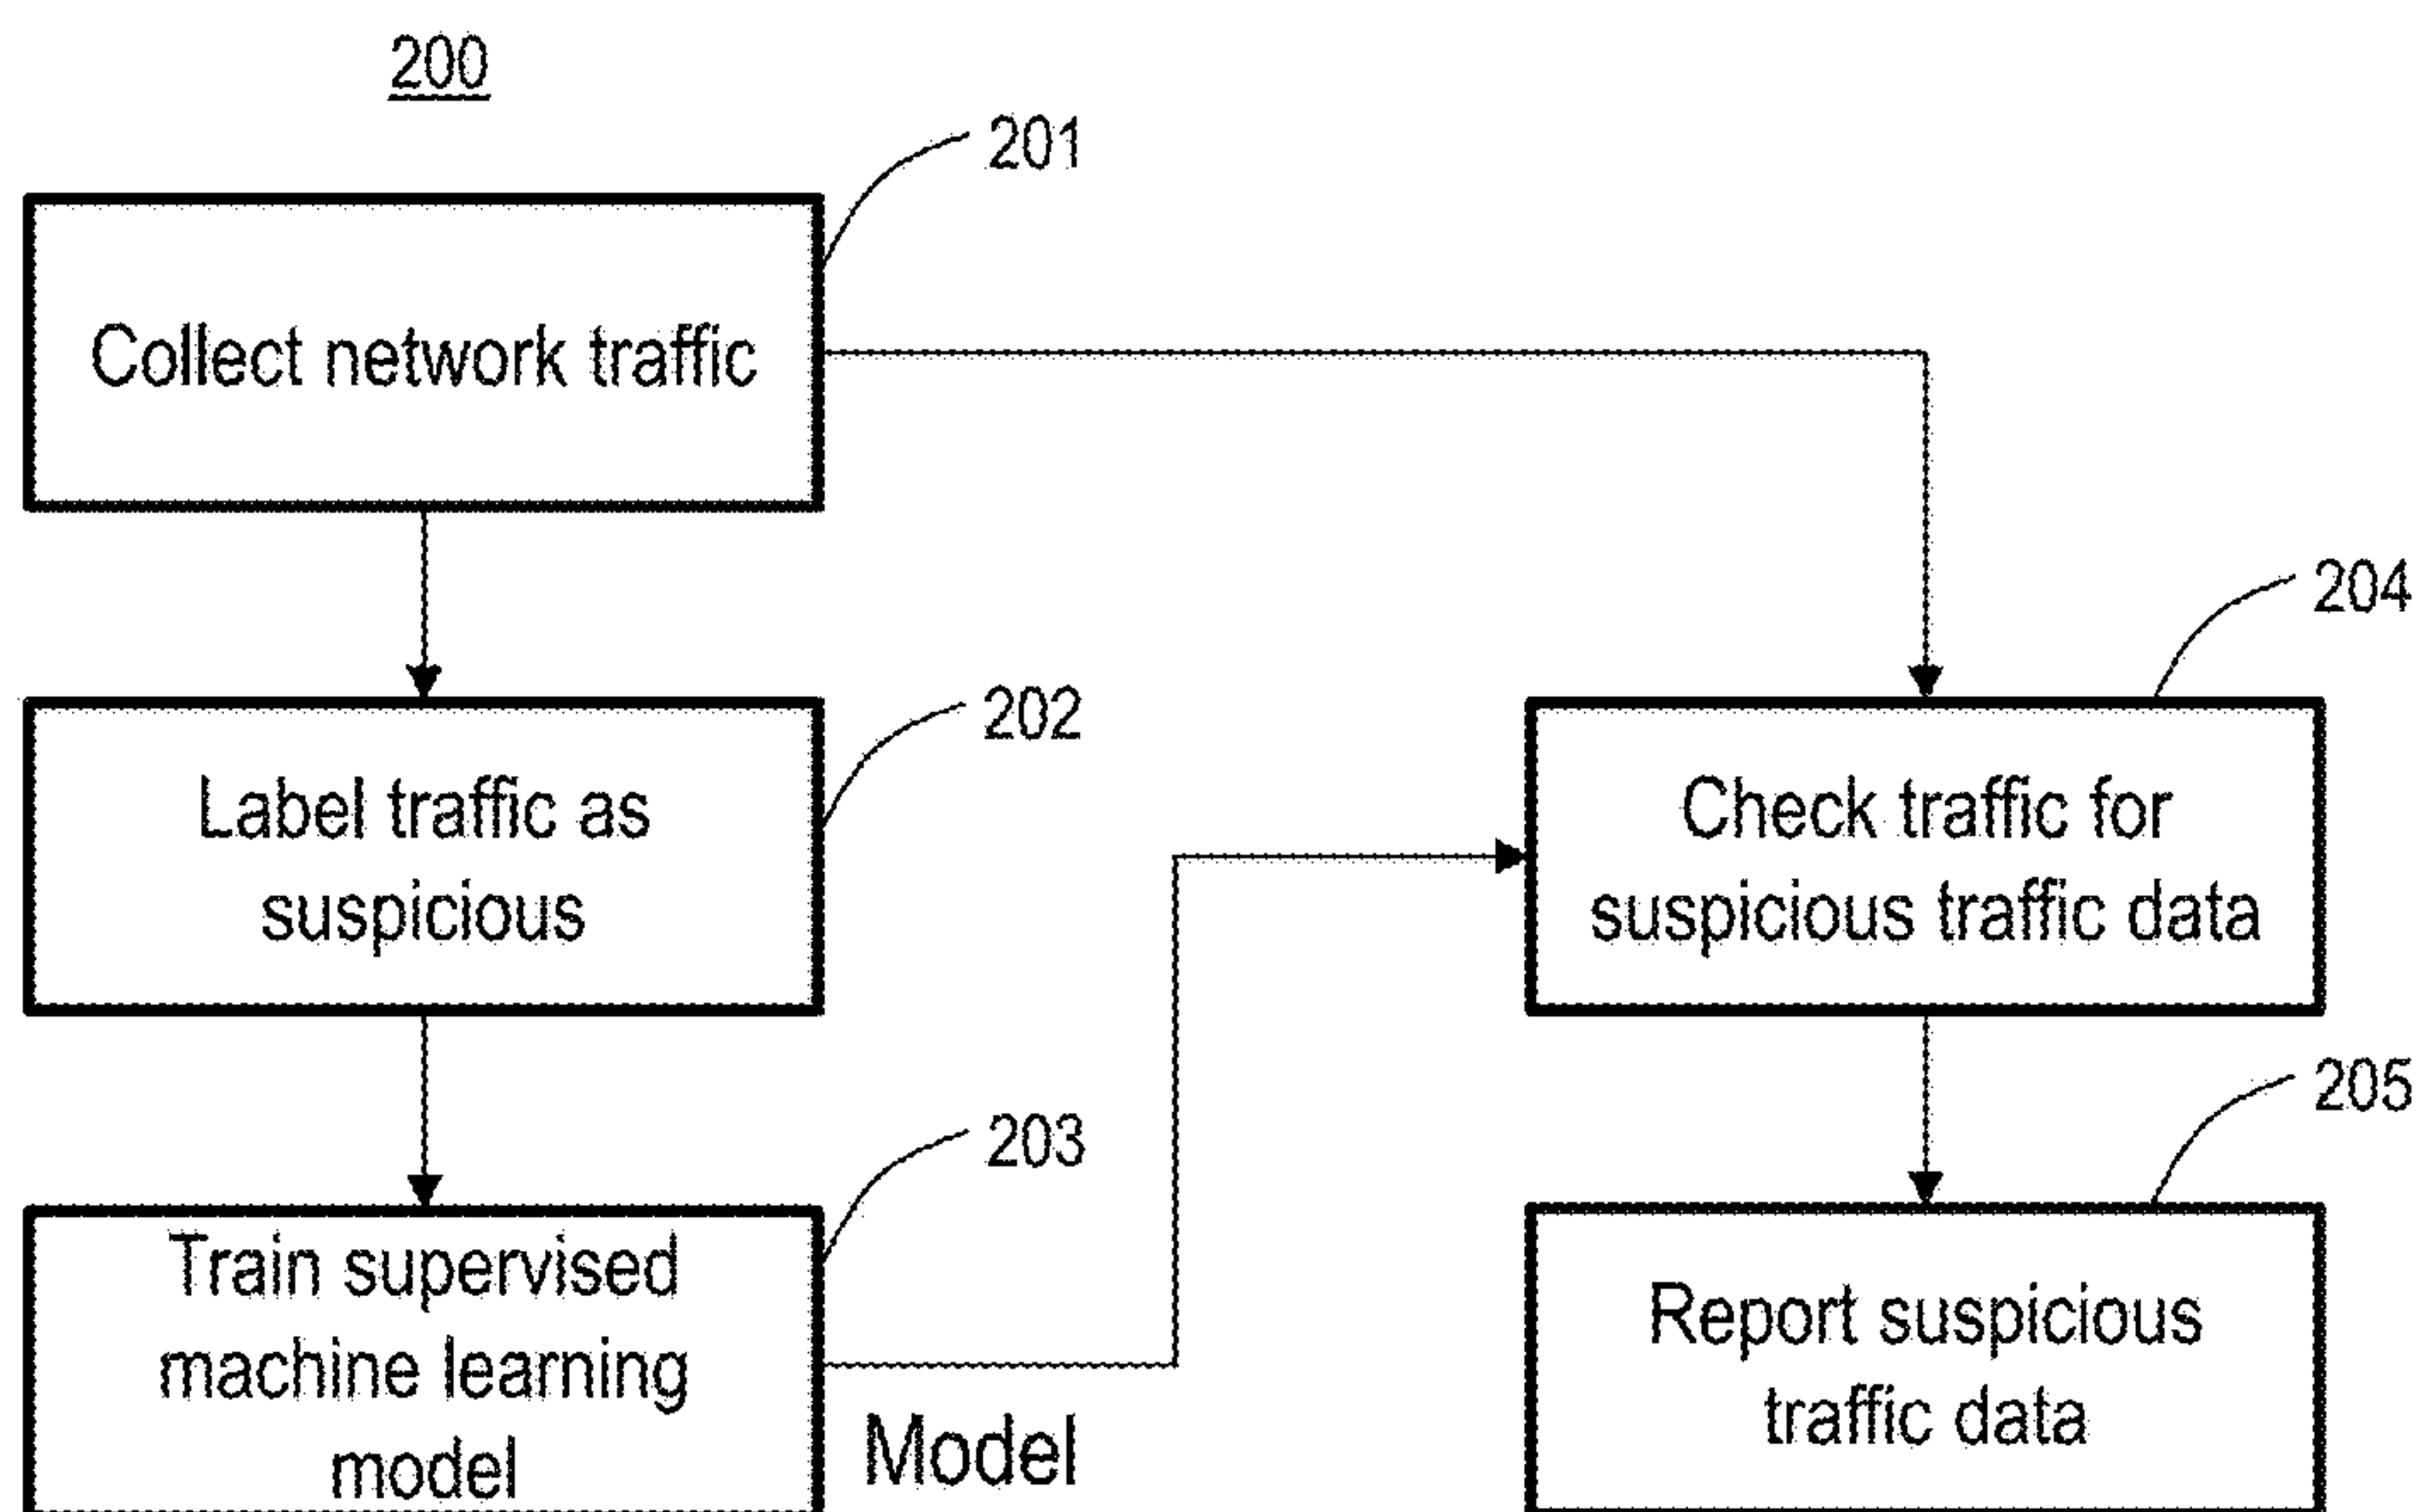 200
201
Collect network traffic
204
202
Label traffic as
suspicious
Check traffic for
suspicious traffic data
205
203
Train supervised
machine learning
model
Model
Report suspicious
traffic data